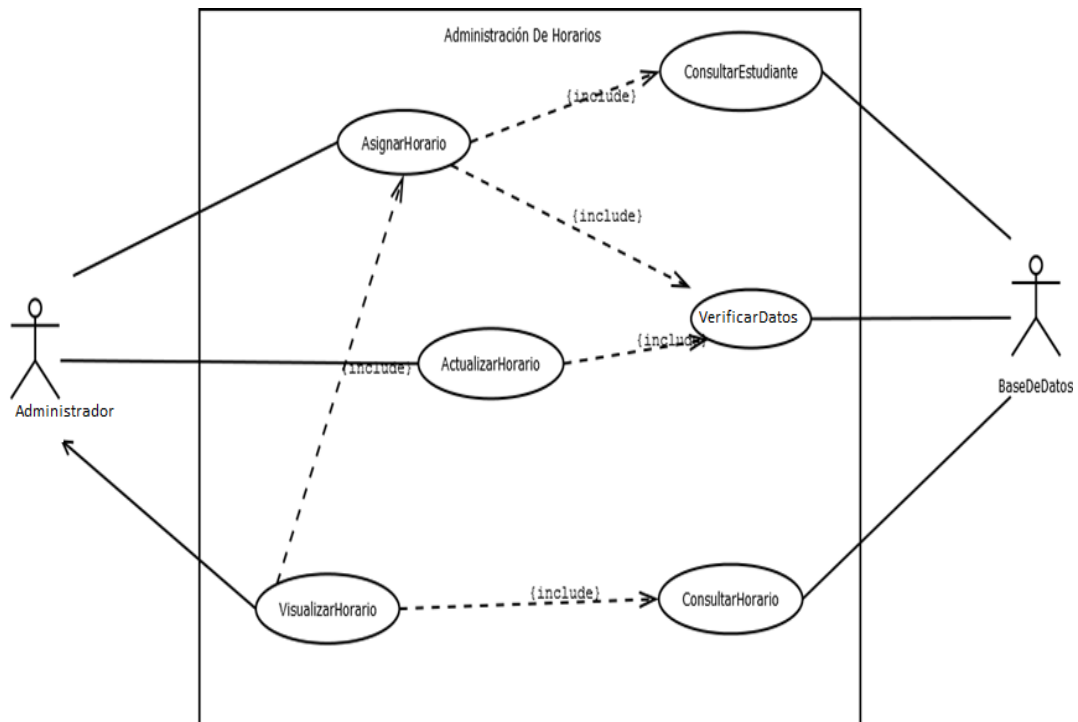 Administración De Horarios
ConsultarEstudiante
{include}
AsignarHorario
{include}
VerificarDatos
{include}
ActualizarHorario
{include}
BaseDeDatos
Administrador
{include}
VisualizarHorario
ConsultarHorario